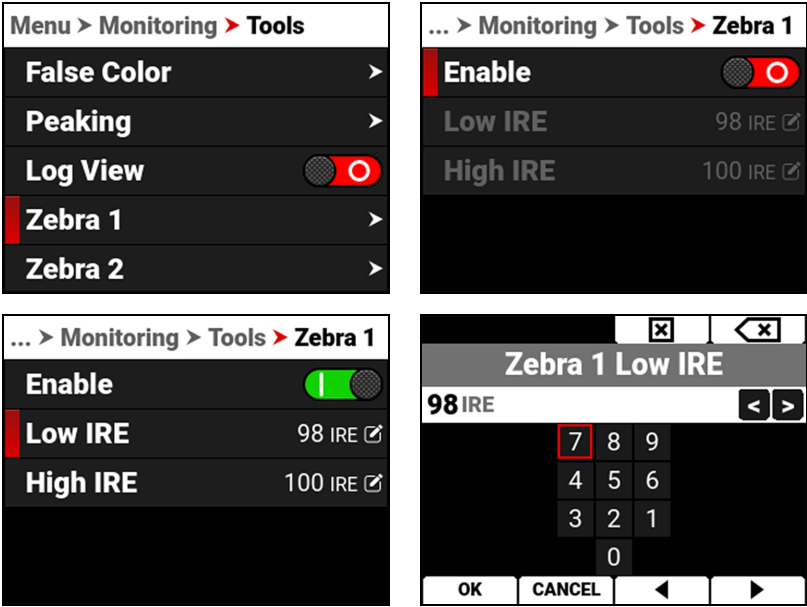 Menu > Monitoring > Tools
False Color >
Peaking >
Log View
Zebra 1 >
Zebra 2 >
... > Monitoring > Tools > Zebra 1
Enable
Low IRE 98 IRE
High IRE 100 IRE
... > Monitoring > Tools > Zebra 1
Enable
Low IRE 98 IRE
High IRE 100 IRE
Zebra 1 Low IRE
98 IRE < >
7 8 9
4 5 6
3 2 1
0
OK CANCEL ◀ ▶